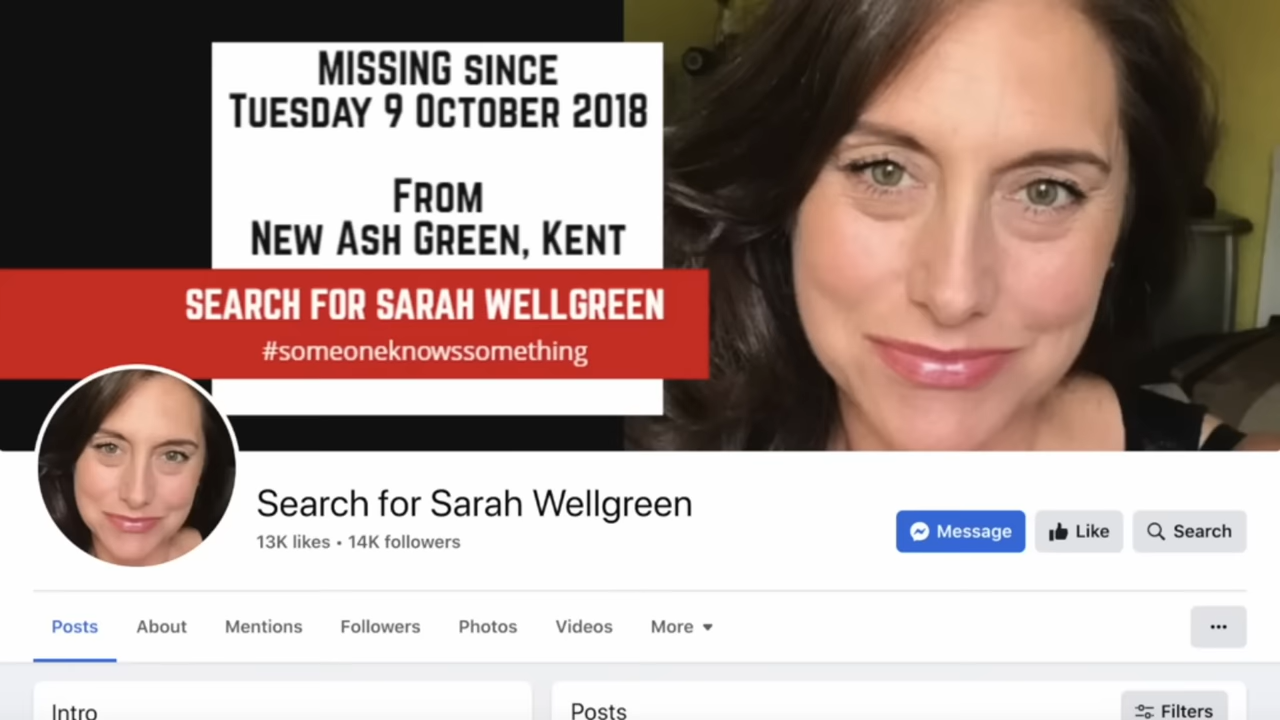 MISSING SINCE
TUESDAY 9 OCTOBER 2018
FROM
NEW ASH GREEN, KENT
SEARCH FOR SARAH WELLGREEN
#someoneknowssomething
Search for Sarah Wellgreen
13K likes • 14K followers
Message
Like
Search
Posts
About
Mentions
Followers
Photos
Videos
More
Intro
Posts
Filters